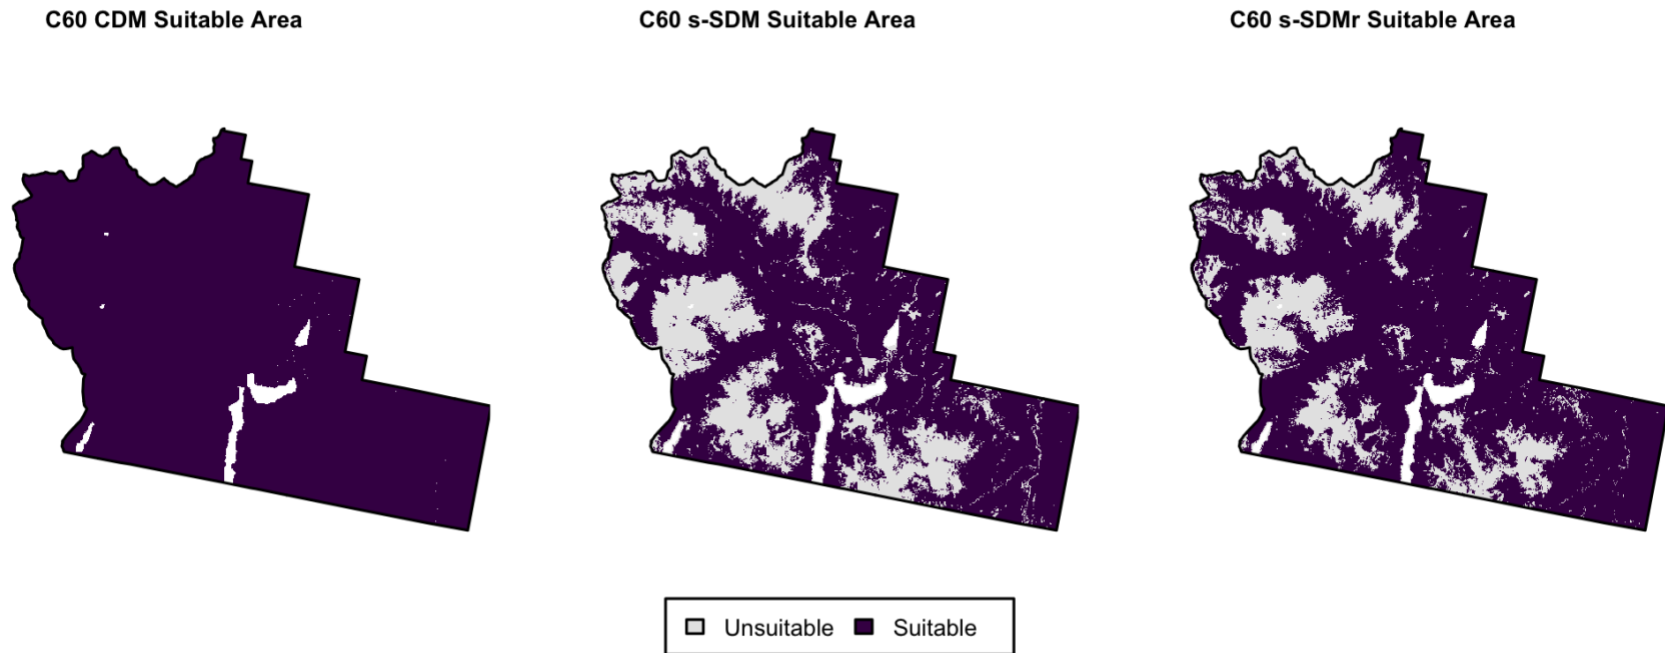 C60 CDM Suitable Area
C60 s-SDM Suitable Area
C60 s-SDMr Suitable Area
Unsuitable
Suitable